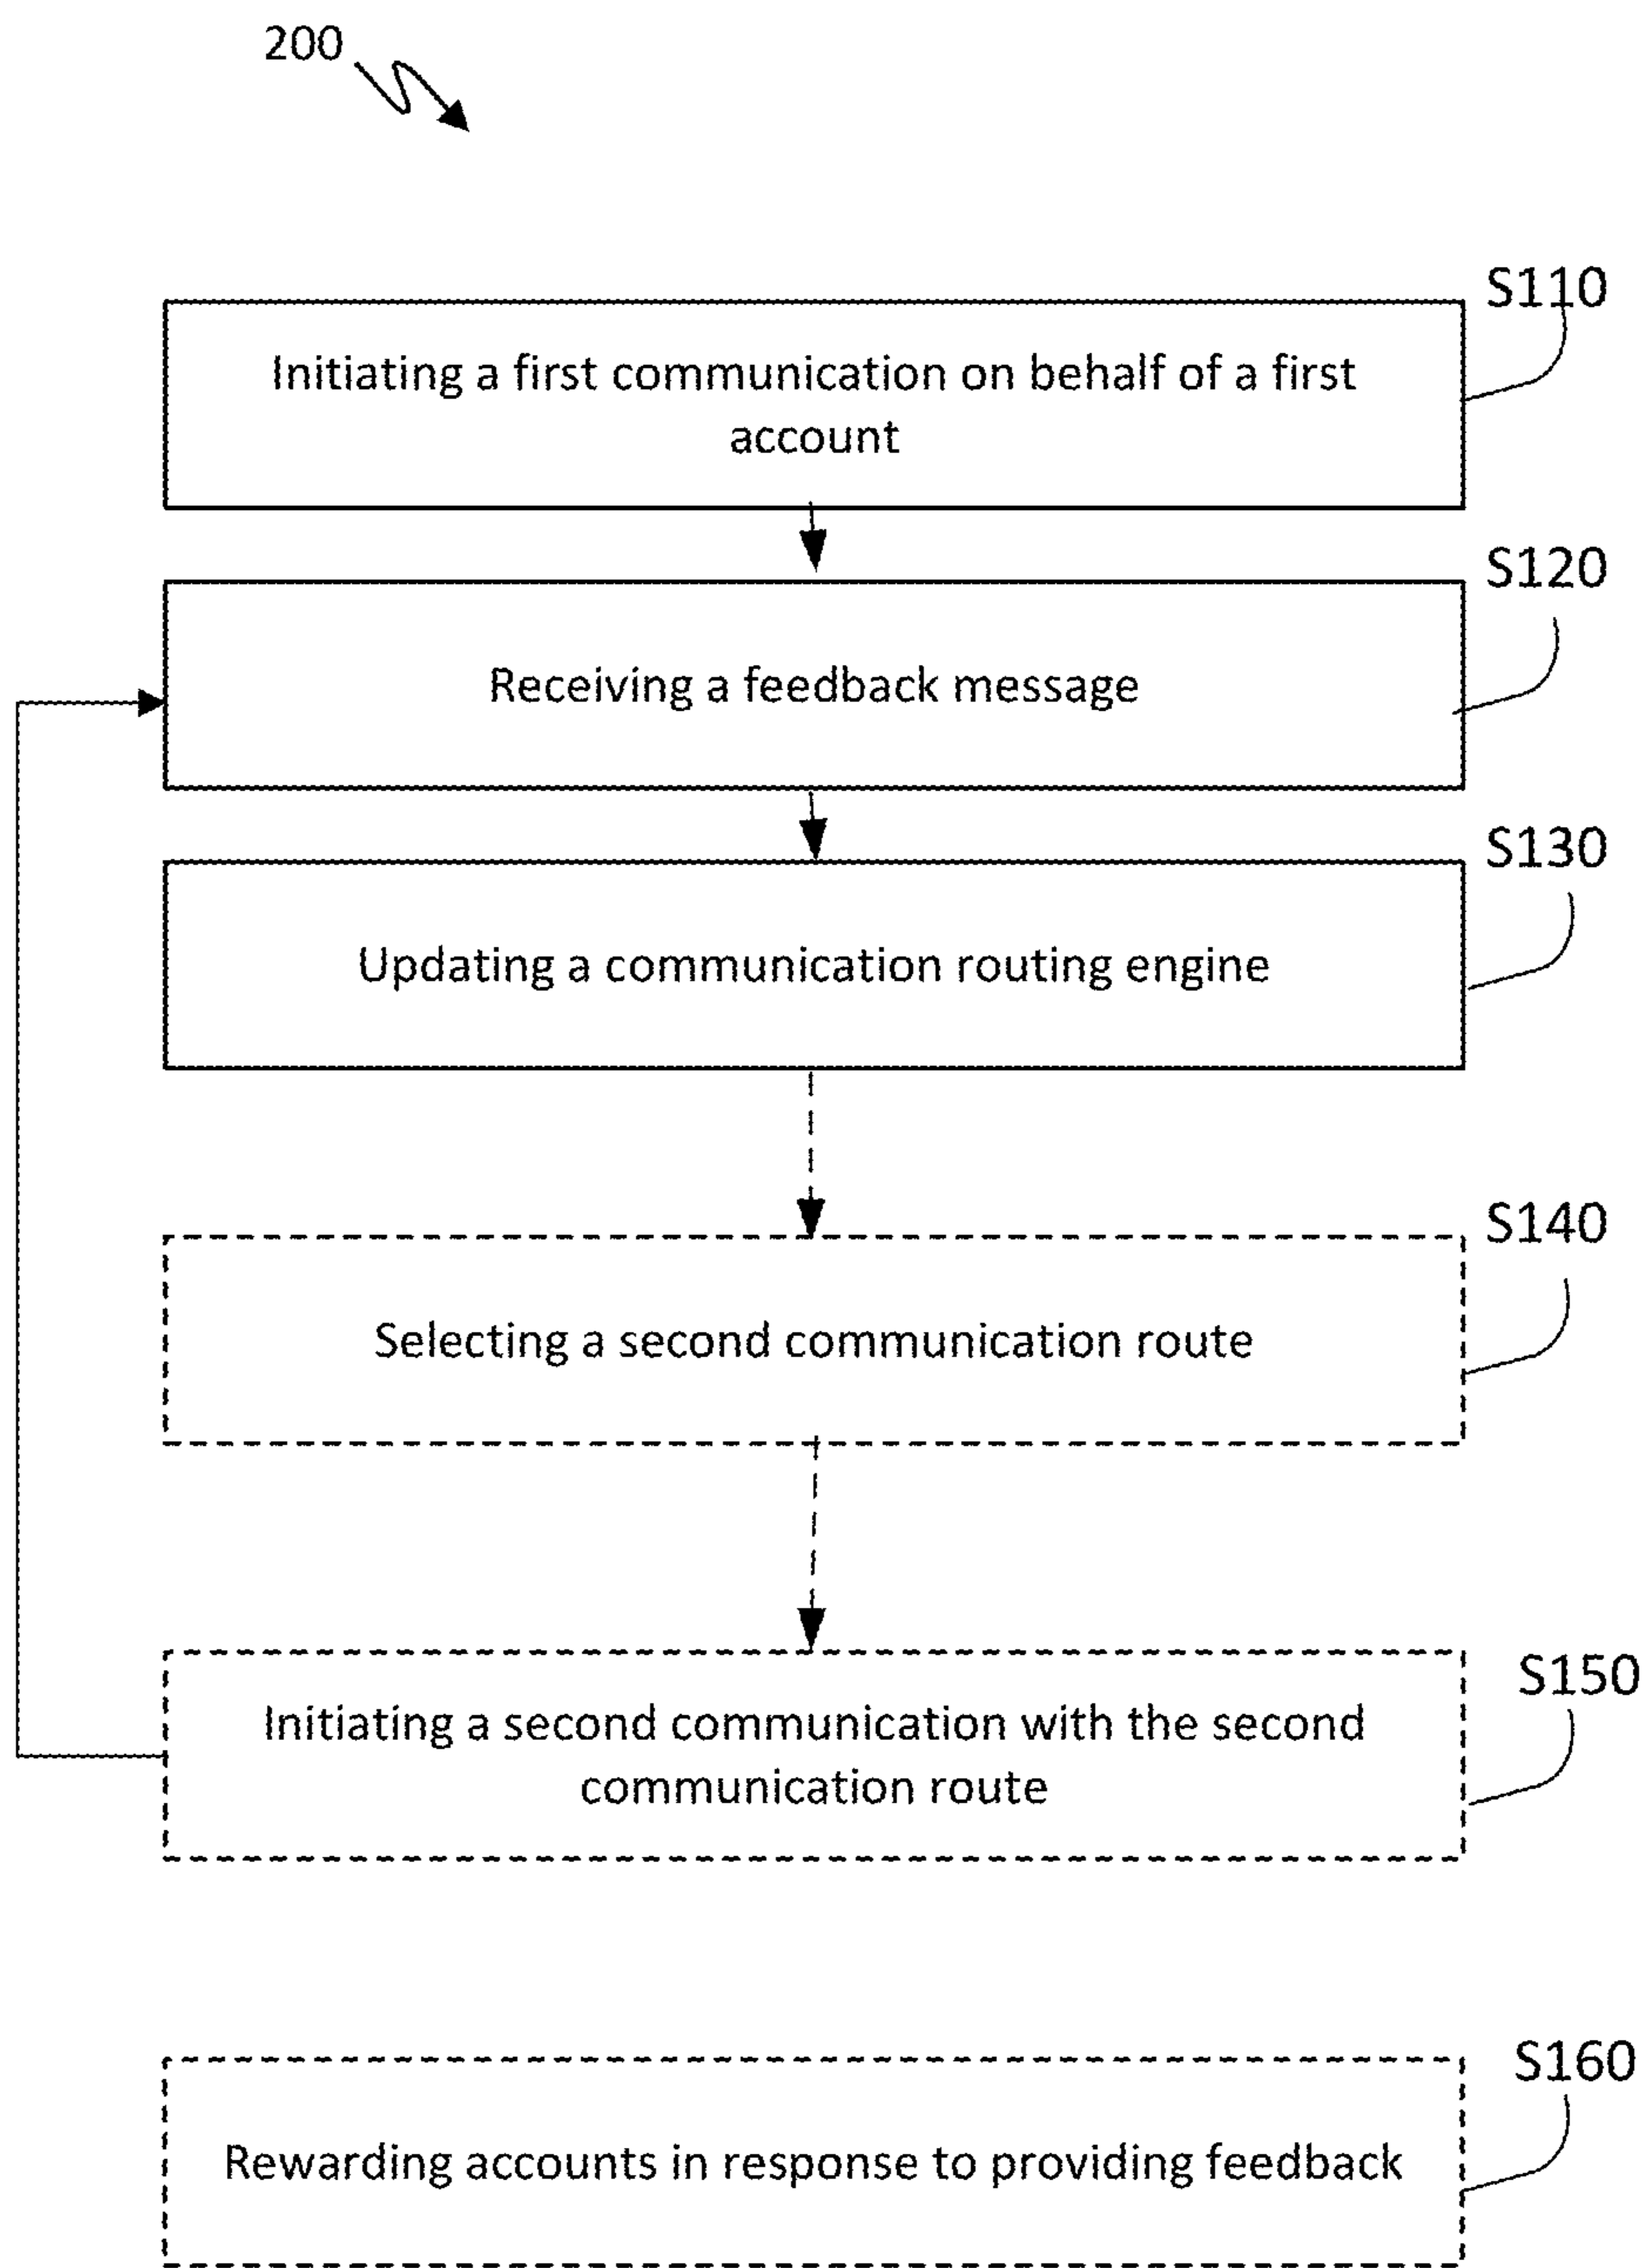 200
S110
Initiating a first communication on behalf of a first
account
S120
Receiving a feedback message
S130
Updating a communication routing engine
S140
Selecting a second communication route
S150
Initiating a second communication with the second
communication route
S160
Rewarding accounts in response to providing feedback